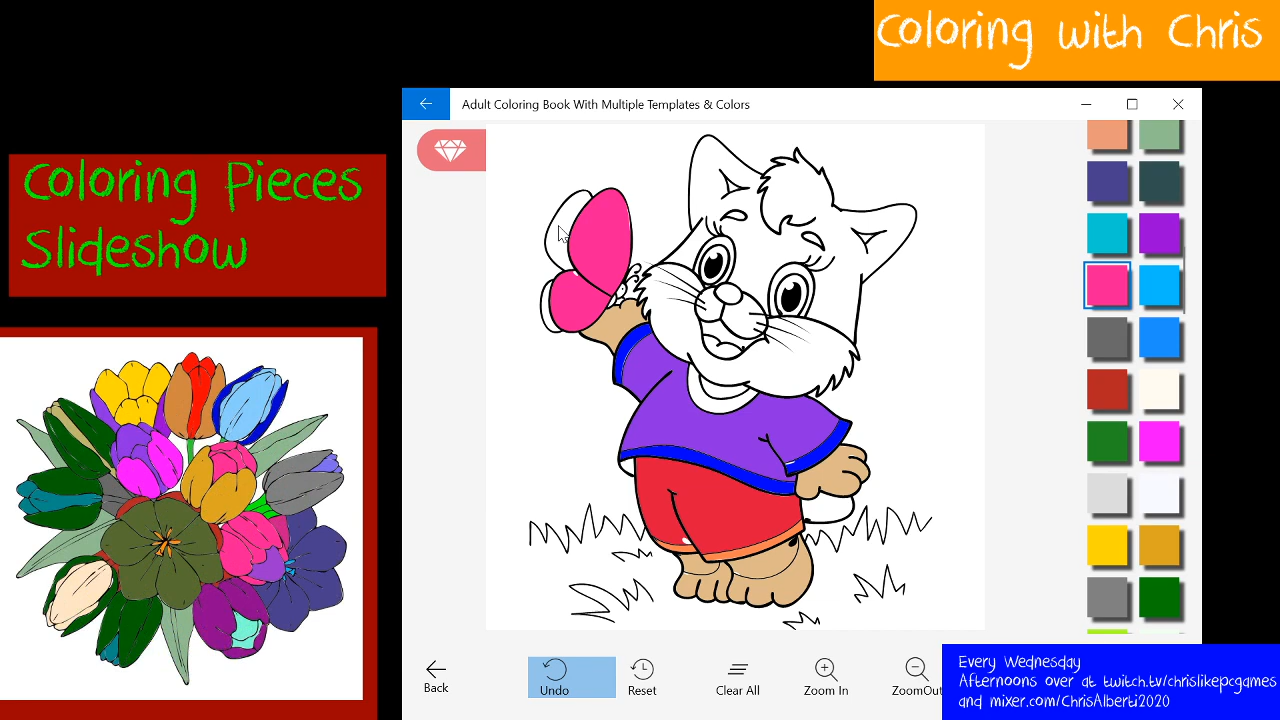 Coloring with Chris
Adult Coloring Book With Multiple Templates & Colors
Coloring Pieces
Slideshow
Back
Undo
Reset
Clear All
Zoom In
ZoomOut
Every Wednesday
Afternoons over at twitch.tv/chrislikepcgames
and mixer.com/ChrisAlberti2020